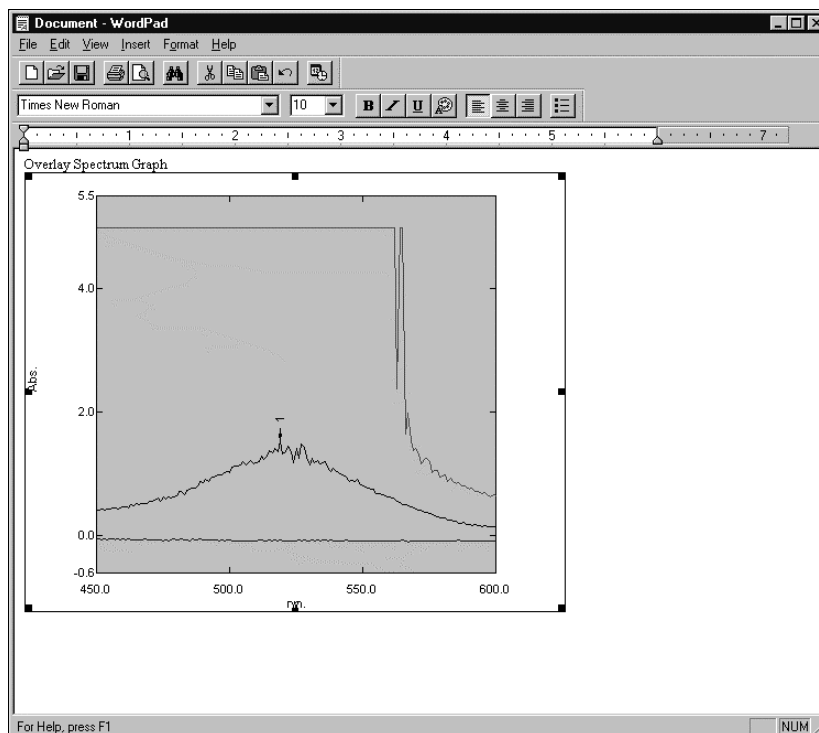 Document - WordPad
File Edit View Insert Format Help
Times New Roman 10 B I U
1 2 3 4 5 7
Overlay Spectrum Graph
5.5
4.0
Abs.
2.0
1
0.0
-0.6
450.0 500.0 550.0 600.0
nm.
For Help, press F1 NUM